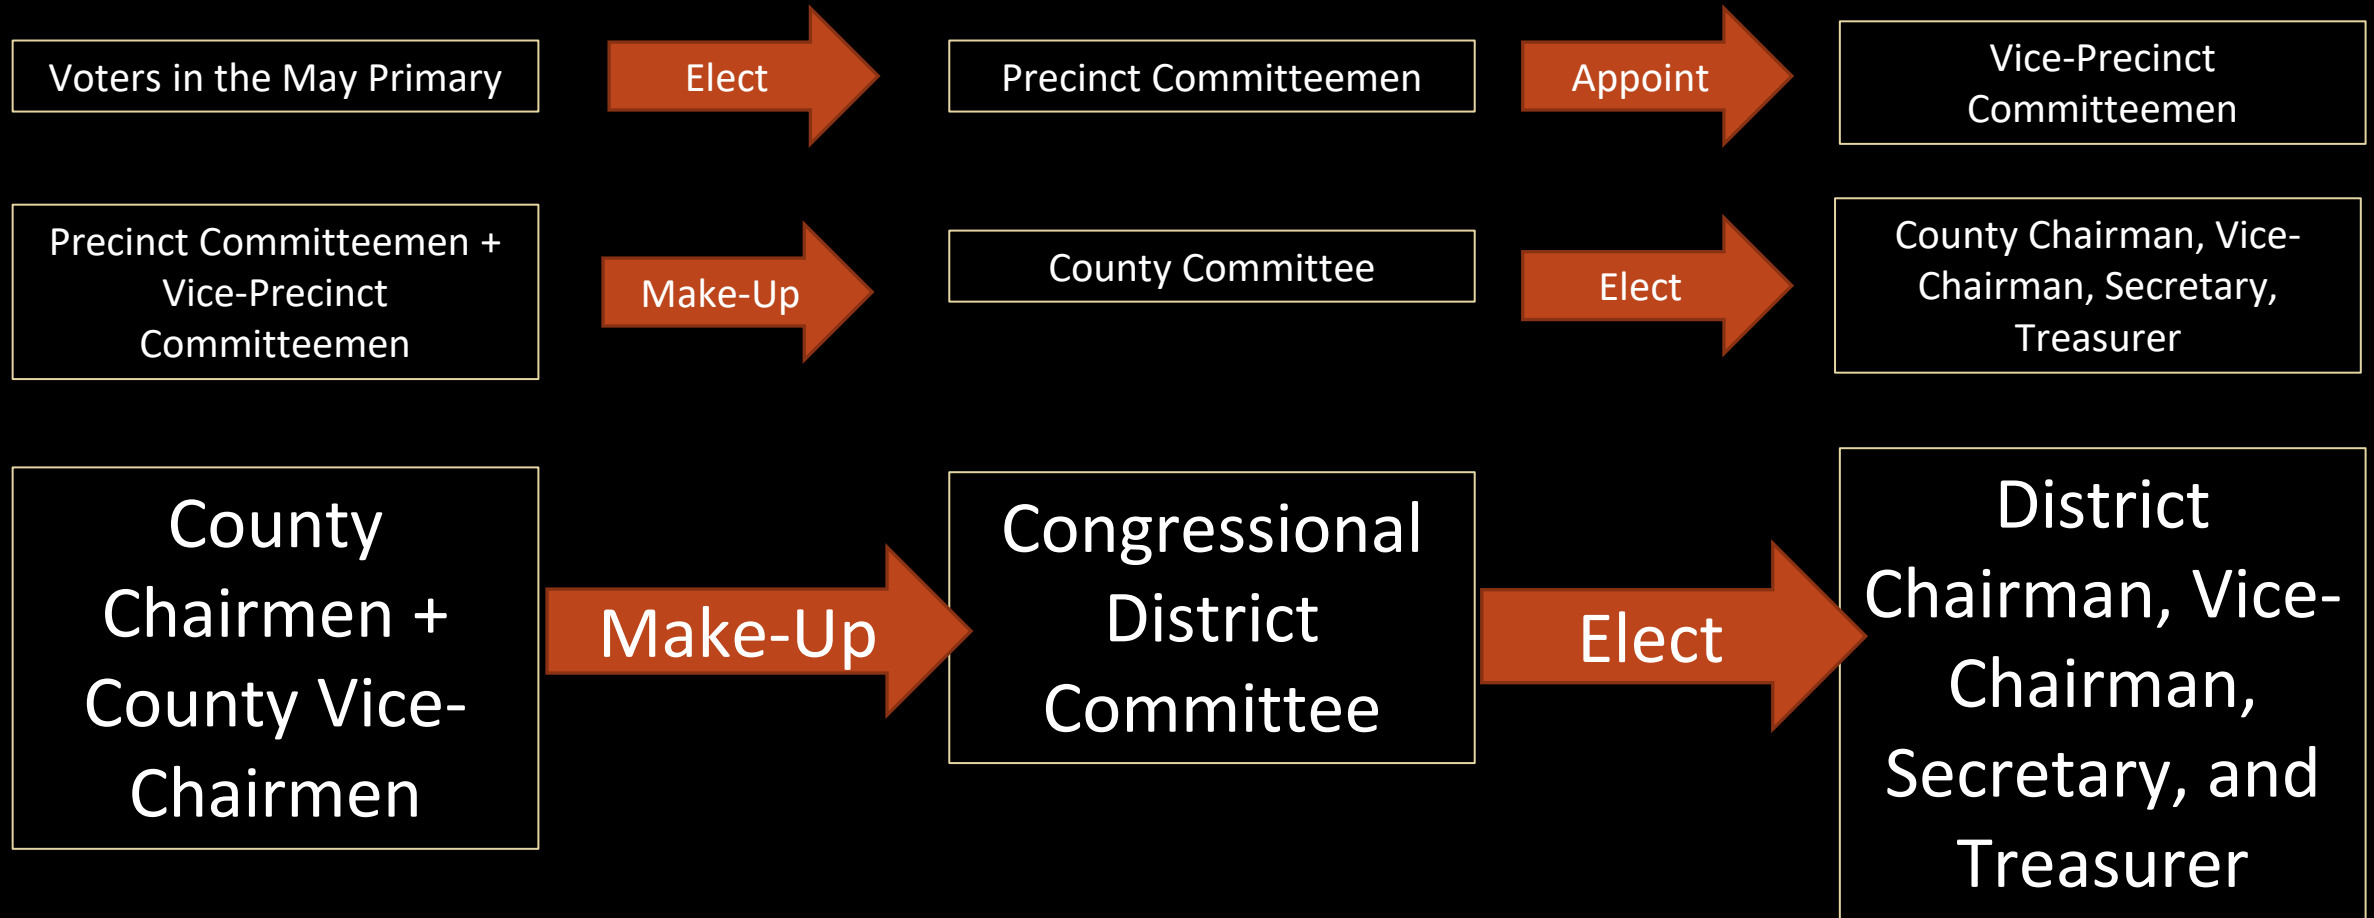 Voters in the May Primary
Elect
Precinct Committeemen
Appoint
Vice-Precinct
Committeemen
Precinct Committeemen +
Vice-Precinct
Committeemen
Make-Up
County Committee
Elect
County Chairman, Vice-
Chairman, Secretary,
Treasurer
County
Chairmen +
County Vice-
Chairmen
Make-Up
Congressional
District
Committee
Elect
District
Chairman, Vice-
Chairman,
Secretary, and
Treasurer